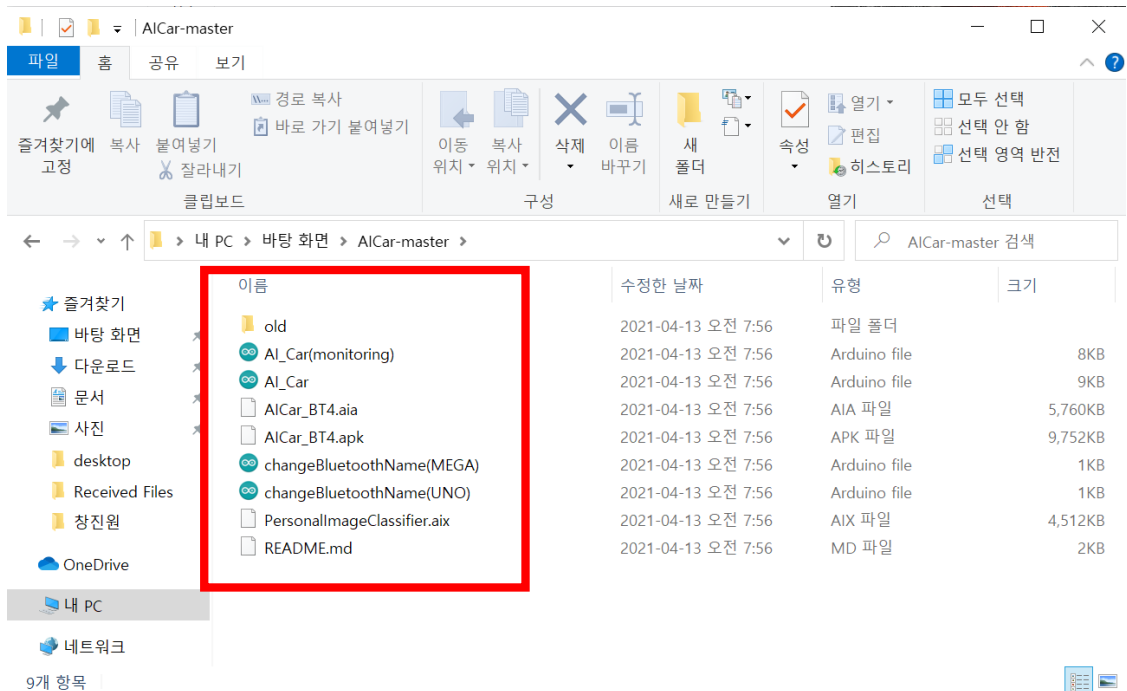 AICar-master
파일 홈 공유 보기
즐겨찾기에 고정
복사
붙여넣기
경로 복사
바로 가기 붙여넣기
잘라내기
클립보드
이동 위치
복사 위치
삭제
이름 바꾸기
구성
새 폴더
새로 만들기
속성
열기
편집
히스토리
열기
모두 선택
선택 안 함
선택 영역 반전
선택
내 PC > 바탕 화면 > AICar-master >
AICar-master 검색
즐겨찾기
바탕 화면
다운로드
문서
사진
desktop
Received Files
창진원
OneDrive
내 PC
네트워크
이름 수정한 날짜 유형 크기
old 2021-04-13 오전 7:56 파일 폴더
AI_Car(monitoring) 2021-04-13 오전 7:56 Arduino file 8KB
AI_Car 2021-04-13 오전 7:56 Arduino file 9KB
AICar_BT4.aia 2021-04-13 오전 7:56 AIA 파일 5,760KB
AICar_BT4.apk 2021-04-13 오전 7:56 APK 파일 9,752KB
changeBluetoothName(MEGA) 2021-04-13 오전 7:56 Arduino file 1KB
changeBluetoothName(UNO) 2021-04-13 오전 7:56 Arduino file 1KB
PersonalImageClassifier.aix 2021-04-13 오전 7:56 AIX 파일 4,512KB
README.md 2021-04-13 오전 7:56 MD 파일 2KB
9개 항목